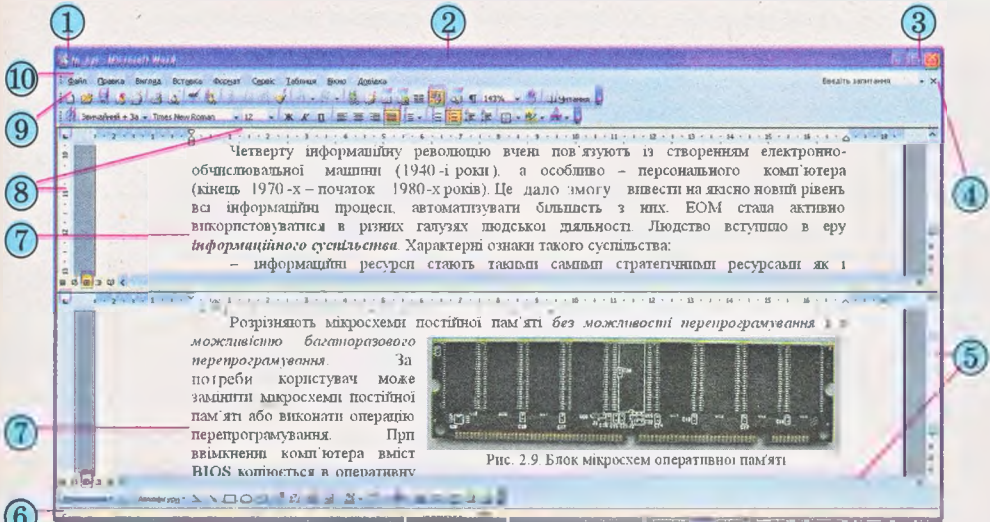 1 2 3
Microsoft Word
10 Файл Правка Вигляд Вставка Формат Сервіс Таблиця Вікно Довідка Введіть запитання
9 143% Читання
Звичайний + За Times New Roman 12 Ж К П
8
4
Четверту інформаційну революцію вчені пов'язують із створенням електронно-
обчислювальної машини (1940-і роки), а особливо – персонального комп'ютера
(кінець 1970-х – початок 1980-х років). Це дало змогу вивести на якісно новий рівень
всі інформаційні процеси, автоматизувати більшість з них. ЕОМ стала активно
7 використовуватися в різних галузях людської діяльності. Людство вступило в еру
інформаційного суспільства. Характерні ознаки такого суспільства:
– інформаційні ресурси стають такими самими стратегічними ресурсами як і
Розрізняють мікросхеми постійної пам'яті без можливості перепрограмування і з
можливістю багаторазового
перепрограмування. За
потреби користувач може
замінити мікросхеми постійної
пам'яті або виконати операцію
7 перепрограмування. При
ввімкненні комп'ютера вміст
BIOS копіюється в оперативну
5
Рис. 2.9. Блок мікросхем оперативної пам'яті
Автофігури
6